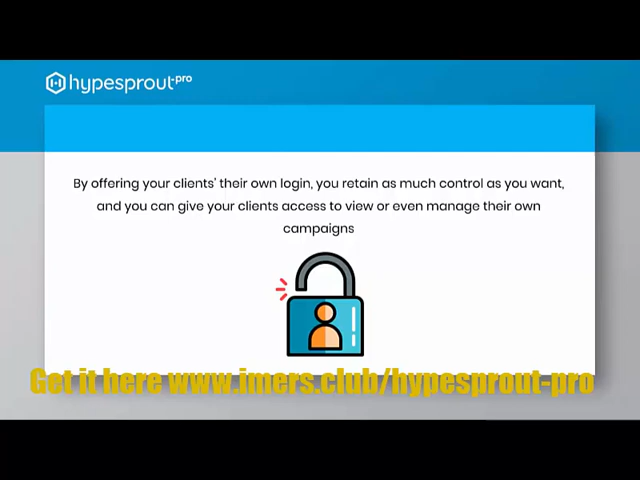 hypesprout-pro
By offering your clients' their own login, you retain as much control as you want,
and you can give your clients access to view or even manage their own
campaigns
Get it here www.imers.club/hypesprout-pro